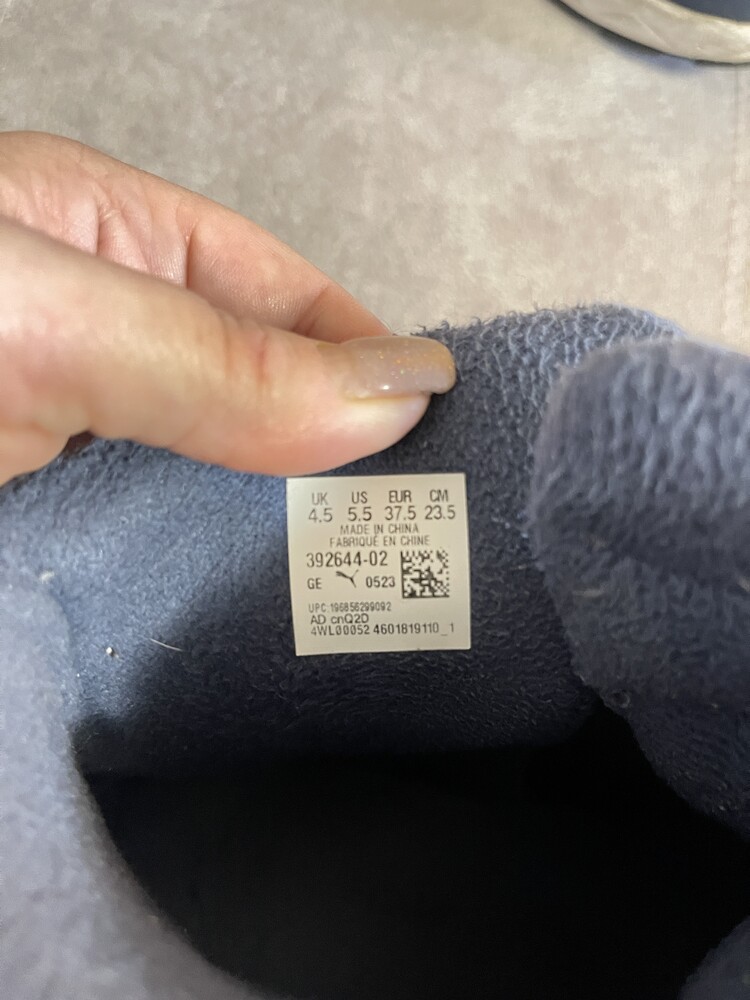 UK US EUR CM
4.5 5.5 37.5 23.5
MADE IN CHINA
FABRIQUÉ EN CHINE
392644-02
GE 0523
UPC:196856299092
AD cnQ2D
4WL00052 4601819110_1